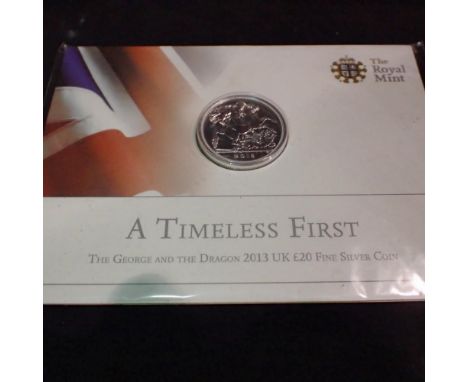 The
Royal
Mint
2013
A Timeless First
The George and the Dragon 2013 UK £20 Fine Silver Coin